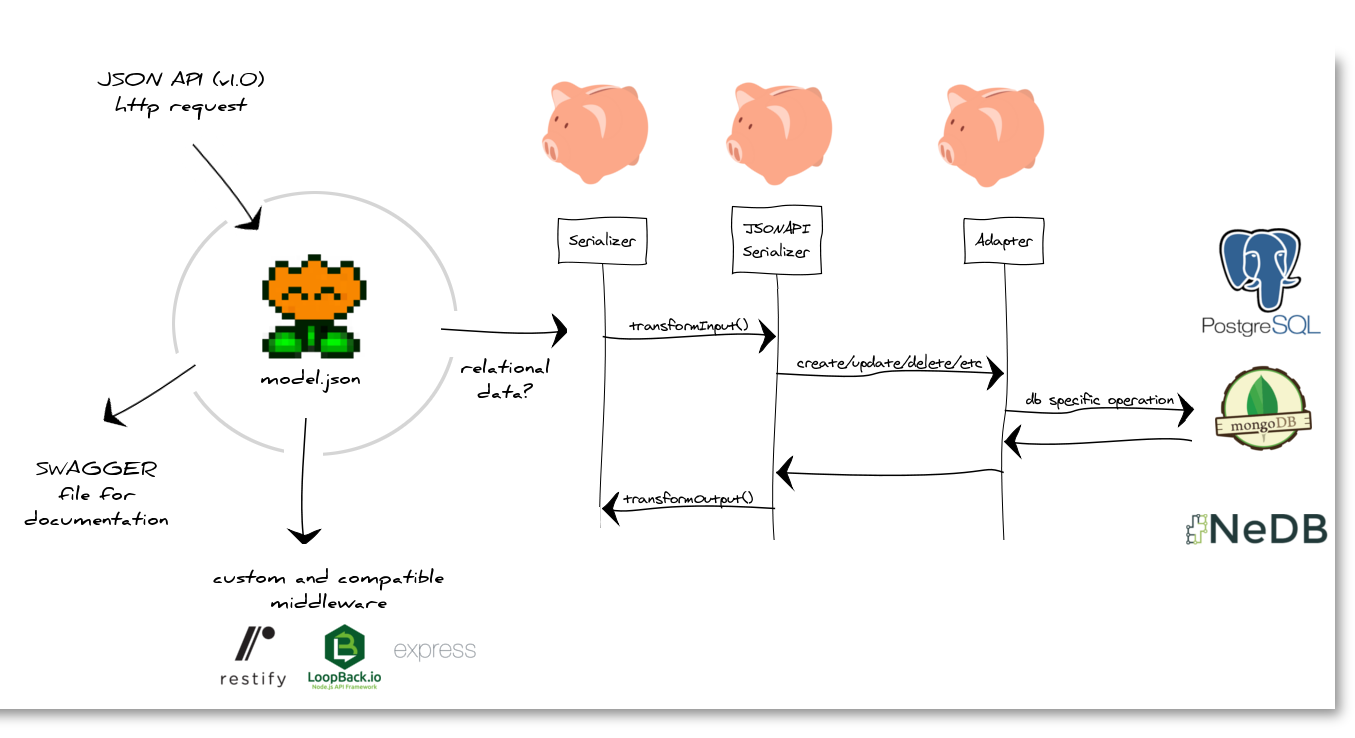 JSON API (v1.0)
http request
model.json
SWAGGER
file for
documentation
custom and compatible
middleware
restify
LoopBack.io
Node.js API Framework
express
relational
data?
Serializer
JSONAPI
Serializer
Adapter
transformInput()
create/update/delete/etc
db specific operation
transformOutput()
PostgreSQL
mongoDB
NeDB